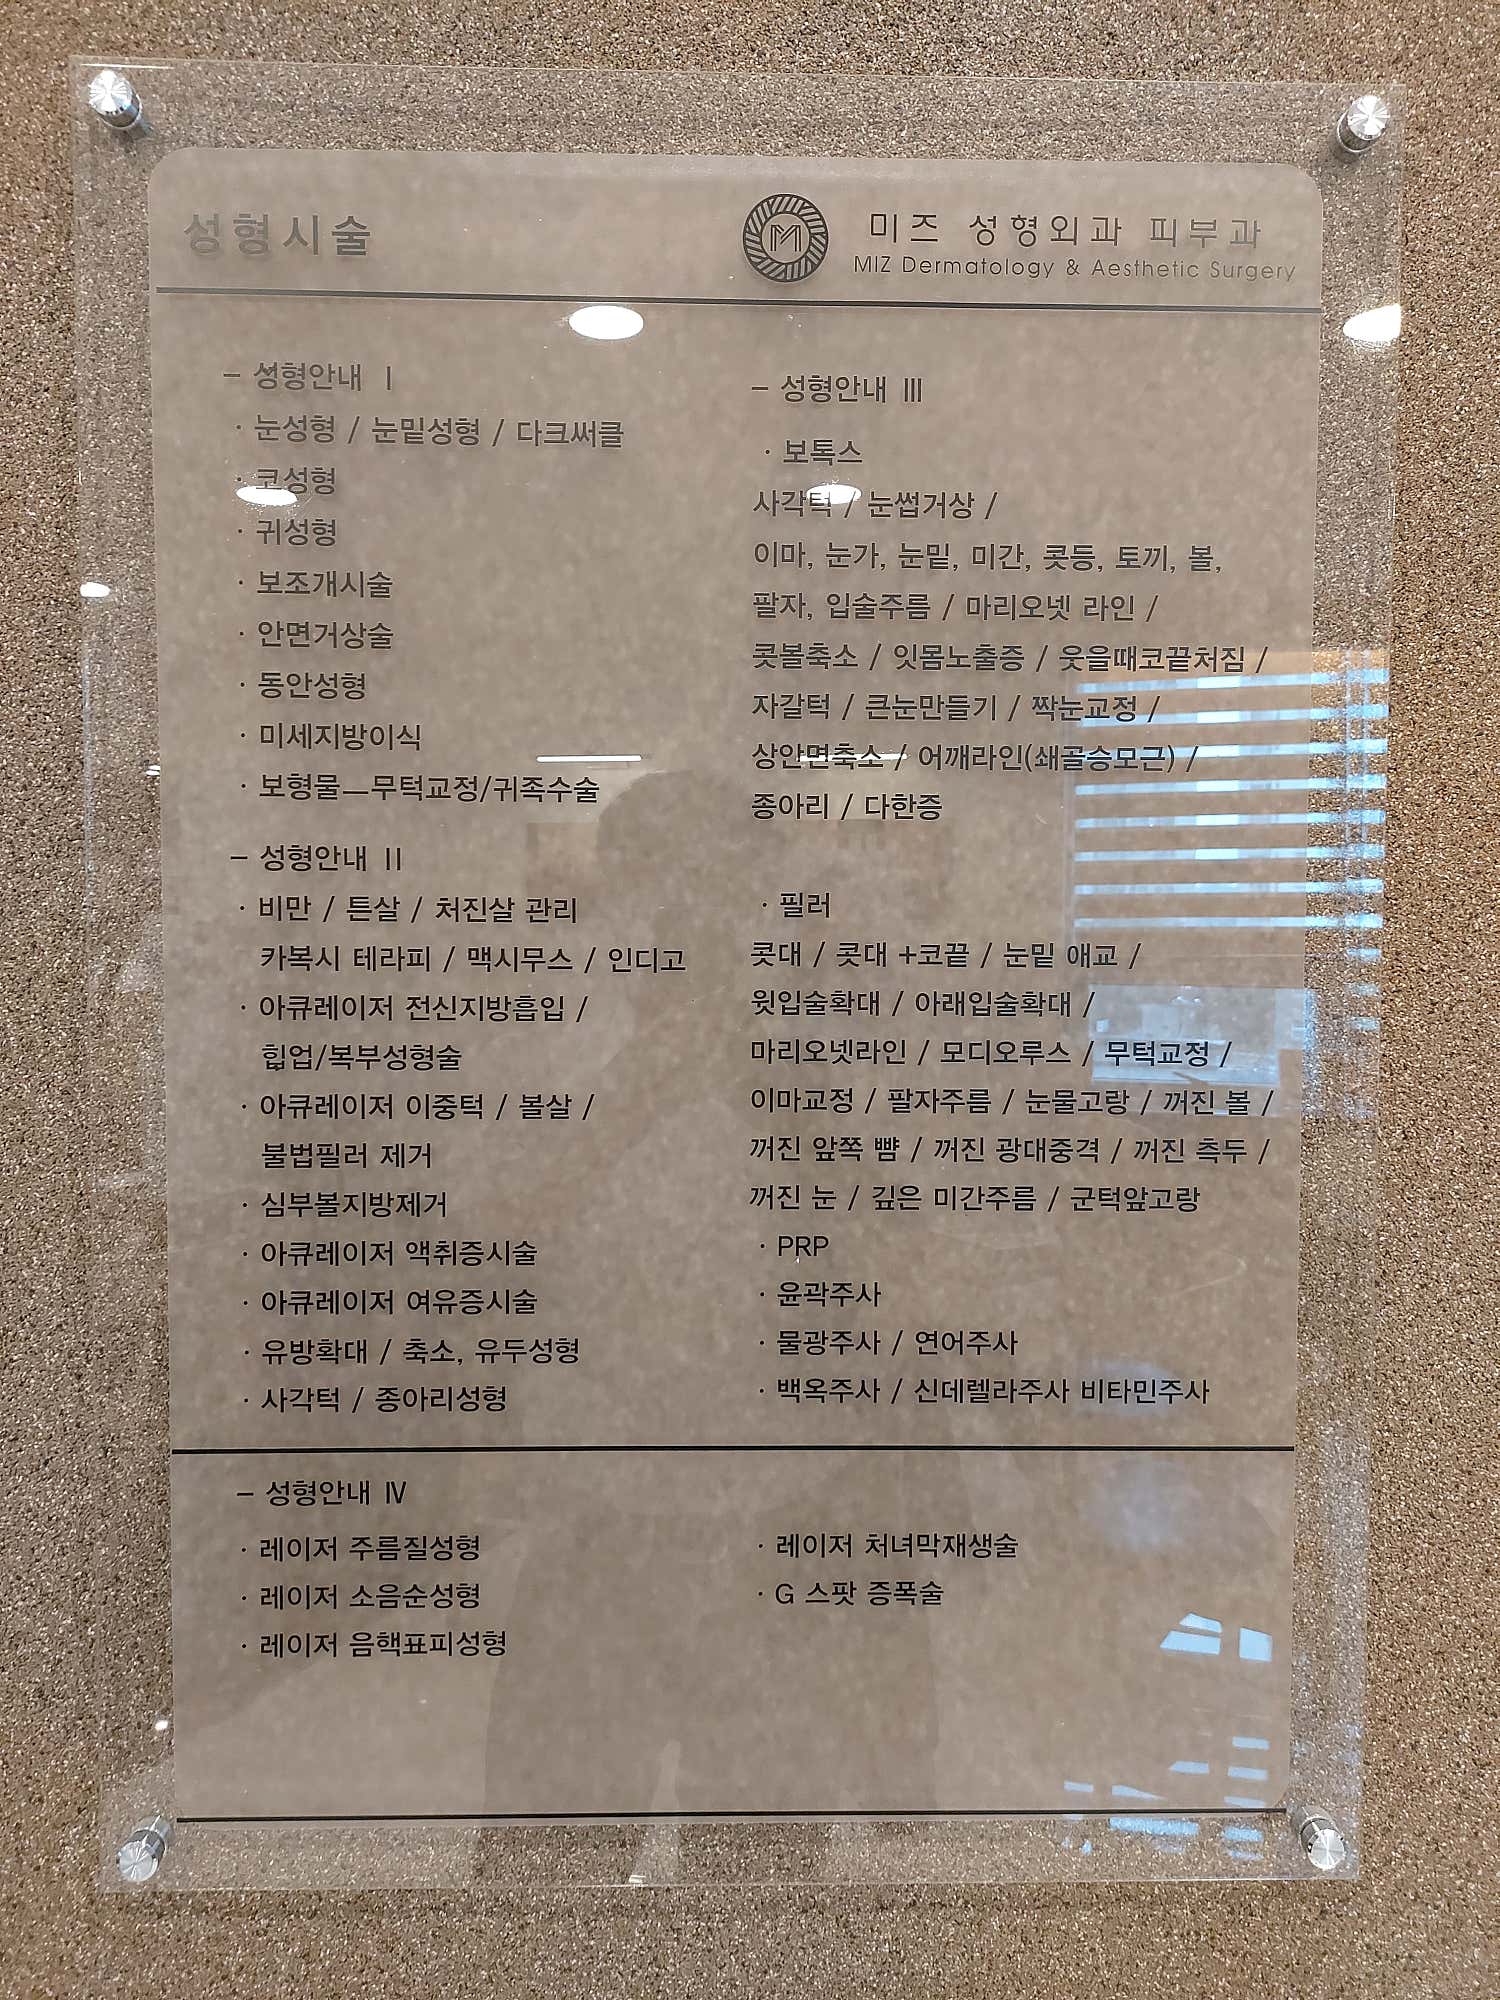 성형시술
미즈 성형외과 피부과
MIZ Dermatology & Aesthetic Surgery
– 성형안내 Ⅰ
· 눈성형 / 눈밑성형 / 다크써클
· 코성형
· 귀성형
· 보조개시술
· 안면거상술
· 동안성형
· 미세지방이식
· 보형물—무턱교정/귀족수술
– 성형안내 ⅠⅠ
· 비만 / 튼살 / 처진살 관리
카복시 테라피 / 맥시무스 / 인디고
· 아큐레이저 전신지방흡입 /
힙업/복부성형술
· 아큐레이저 이중턱 / 볼살 /
불법필러 제거
· 심부볼지방제거
· 아큐레이저 액취증시술
· 아큐레이저 여유증시술
· 유방확대 / 축소, 유두성형
· 사각턱 / 종아리성형
– 성형안내 Ⅲ
· 보톡스
사각턱 / 눈썹거상 /
이마, 눈가, 눈밑, 미간, 콧등, 토끼, 볼,
팔자, 입술주름 / 마리오넷 라인 /
콧볼축소 / 잇몸노출증 / 웃을때코끝처짐 /
자갈턱 / 큰눈만들기 / 짝눈교정 /
상안면축소 / 어깨라인(쇄골승모근) /
종아리 / 다한증
· 필러
콧대 / 콧대 +코끝 / 눈밑 애교 /
윗입술확대 / 아래입술확대 /
마리오넷라인 / 모디오루스 / 무턱교정 /
이마교정 / 팔자주름 / 눈물고랑 / 꺼진 볼 /
꺼진 앞쪽 뺨 / 꺼진 광대중격 / 꺼진 측두 /
꺼진 눈 / 깊은 미간주름 / 군턱앞고랑
· PRP
· 윤곽주사
· 물광주사 / 연어주사
· 백옥주사 / 신데렐라주사 비타민주사
– 성형안내 Ⅳ
· 레이저 주름질성형
· 레이저 소음순성형
· 레이저 음핵표피성형
· 레이저 처녀막재생술
· G 스팟 증폭술